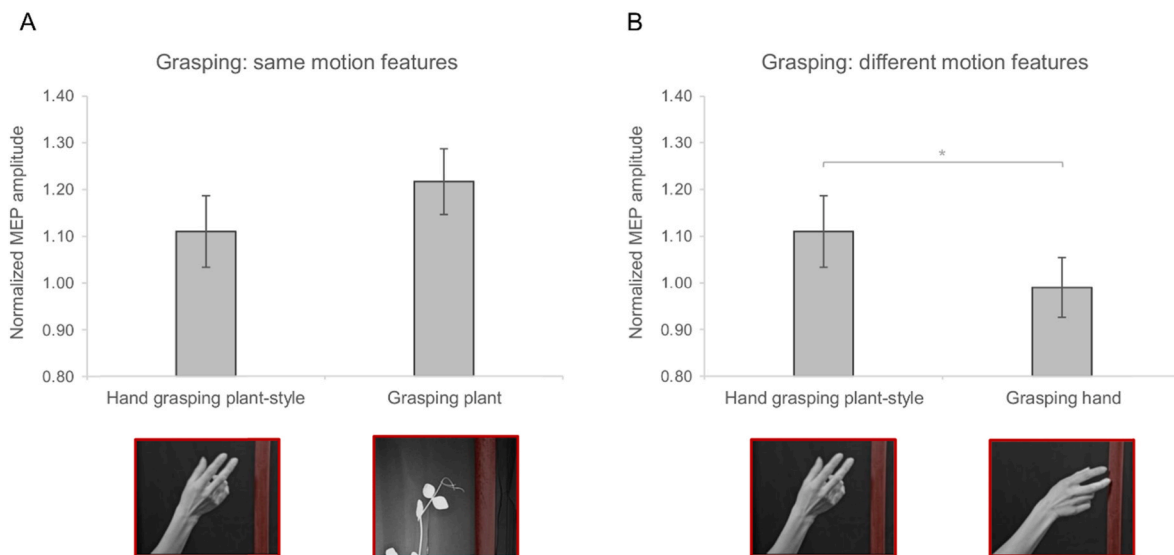 A
Grasping: same motion features
Normalized MEP amplitude
1.40
1.30
1.20
1.10
1.00
0.90
0.80
Hand grasping plant-style
Grasping plant
B
Grasping: different motion features
Normalized MEP amplitude
1.40
1.30
1.20
1.10
1.00
0.90
0.80
*
Hand grasping plant-style
Grasping hand